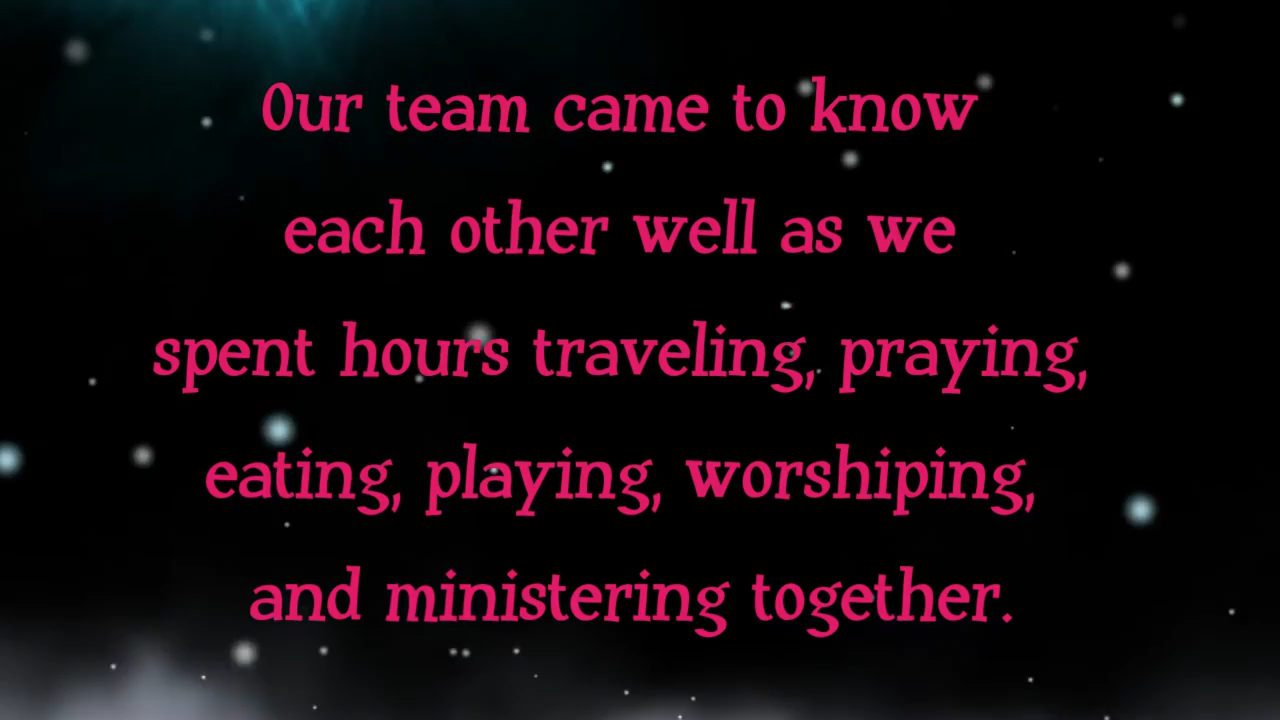 Our team came to know
each other well as we
spent hours traveling, praying,
eating, playing, worshiping,
and ministering together.